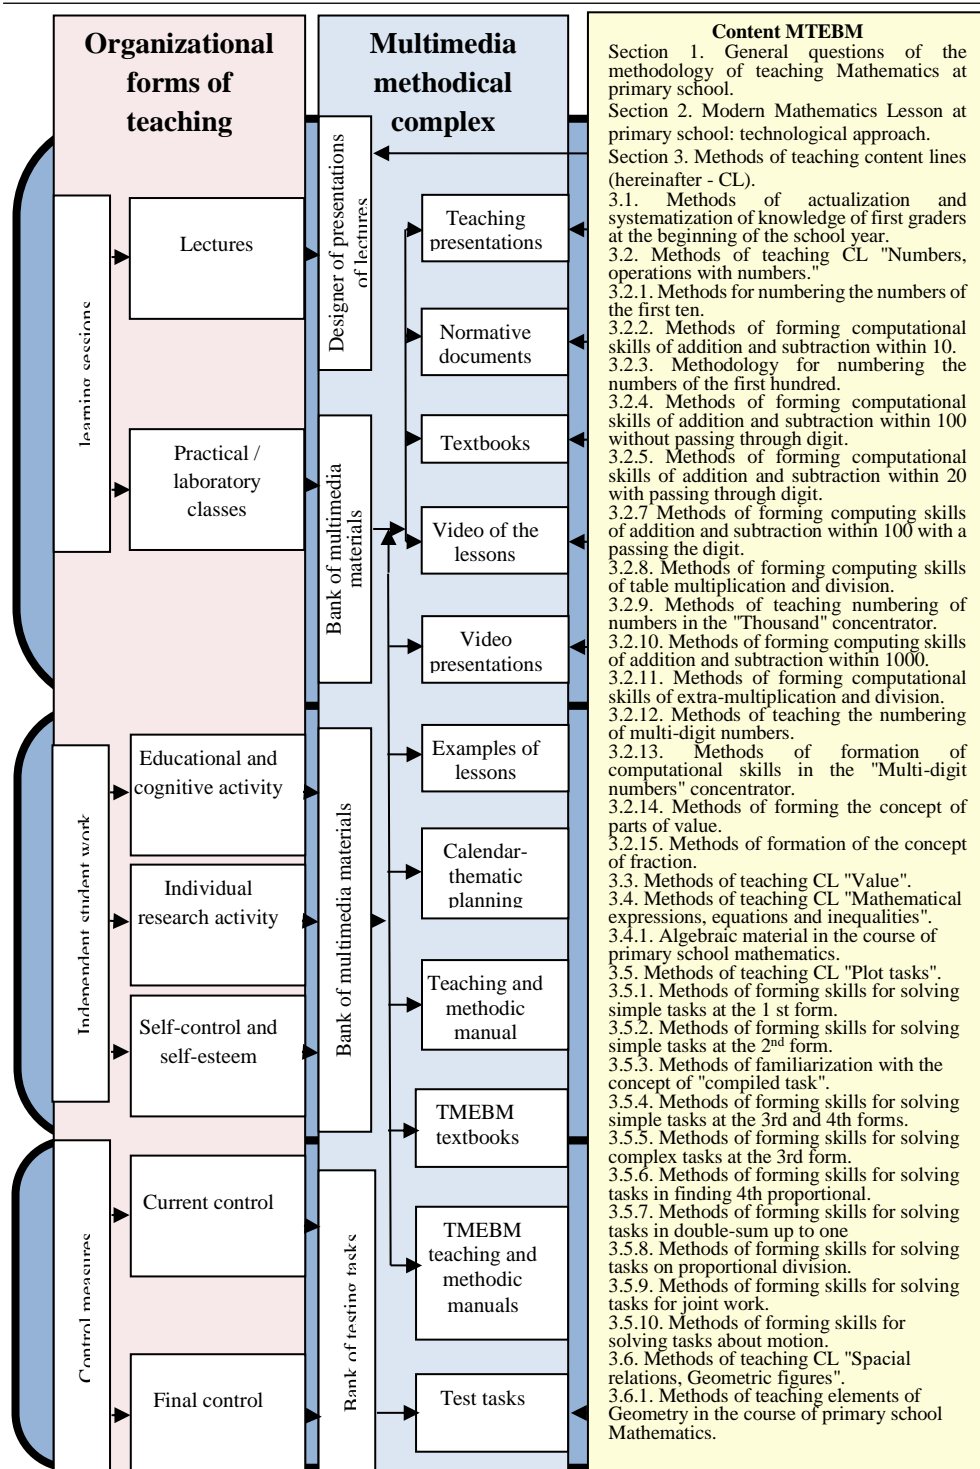 Organizational
forms of
teaching
learning sessions
Lectures
Practical /
laboratory
classes
Independent student work
Educational and
cognitive activity
Individual
research activity
Self-control and
self-esteem
Control measures
Current control
Final control
Multimedia
methodical
complex
Designer of presentations
of lectures
Bank of multimedia
materials
Bank of multimedia materials
Bank of testing tasks
Teaching
presentations
Normative
documents
Textbooks
Video of the
lessons
Video
presentations
Examples of
lessons
Calendar-
thematic
planning
Teaching and
methodic
manual
TMEBM
textbooks
TMEBM
teaching and
methodic
manuals
Test tasks
Content MTEBM
Section 1. General questions of the
methodology of teaching Mathematics at
primary school.
Section 2. Modern Mathematics Lesson at
primary school: technological approach.
Section 3. Methods of teaching content lines
(hereinafter - CL).
3.1. Methods of actualization and
systematization of knowledge of first graders
at the beginning of the school year.
3.2. Methods of teaching CL "Numbers,
operations with numbers."
3.2.1. Methods for numbering the numbers of
the first ten.
3.2.2. Methods of forming computational
skills of addition and subtraction within 10.
3.2.3. Methodology for numbering the
numbers of the first hundred.
3.2.4. Methods of forming computational
skills of addition and subtraction within 100
without passing through digit.
3.2.5. Methods of forming computational
skills of addition and subtraction within 20
with passing through digit.
3.2.7 Methods of forming computing skills
of addition and subtraction within 100 with a
passing the digit.
3.2.8. Methods of forming computing skills
of table multiplication and division.
3.2.9. Methods of teaching numbering of
numbers in the "Thousand" concentrator.
3.2.10. Methods of forming computing skills
of addition and subtraction within 1000.
3.2.11. Methods of forming computational
skills of extra-multiplication and division.
3.2.12. Methods of teaching the numbering
of multi-digit numbers.
3.2.13. Methods of formation of
computational skills in the "Multi-digit
numbers" concentrator.
3.2.14. Methods of forming the concept of
parts of value.
3.2.15. Methods of formation of the concept
of fraction.
3.3. Methods of teaching CL "Value".
3.4. Methods of teaching CL "Mathematical
expressions, equations and inequalities".
3.4.1. Algebraic material in the course of
primary school mathematics.
3.5. Methods of teaching CL "Plot tasks".
3.5.1. Methods of forming skills for solving
simple tasks at the 1 st form.
3.5.2. Methods of forming skills for solving
simple tasks at the 2nd form.
3.5.3. Methods of familiarization with the
concept of "compiled task".
3.5.4. Methods of forming skills for solving
simple tasks at the 3rd and 4th forms.
3.5.5. Methods of forming skills for solving
complex tasks at the 3rd form.
3.5.6. Methods of forming skills for solving
tasks in finding 4th proportional.
3.5.7. Methods of forming skills for solving
tasks in double-sum up to one
3.5.8. Methods of forming skills for solving
tasks on proportional division.
3.5.9. Methods of forming skills for solving
tasks for joint work.
3.5.10. Methods of forming skills for
solving tasks about motion.
3.6. Methods of teaching CL "Spacial
relations, Geometric figures".
3.6.1. Methods of teaching elements of
Geometry in the course of primary school
Mathematics.